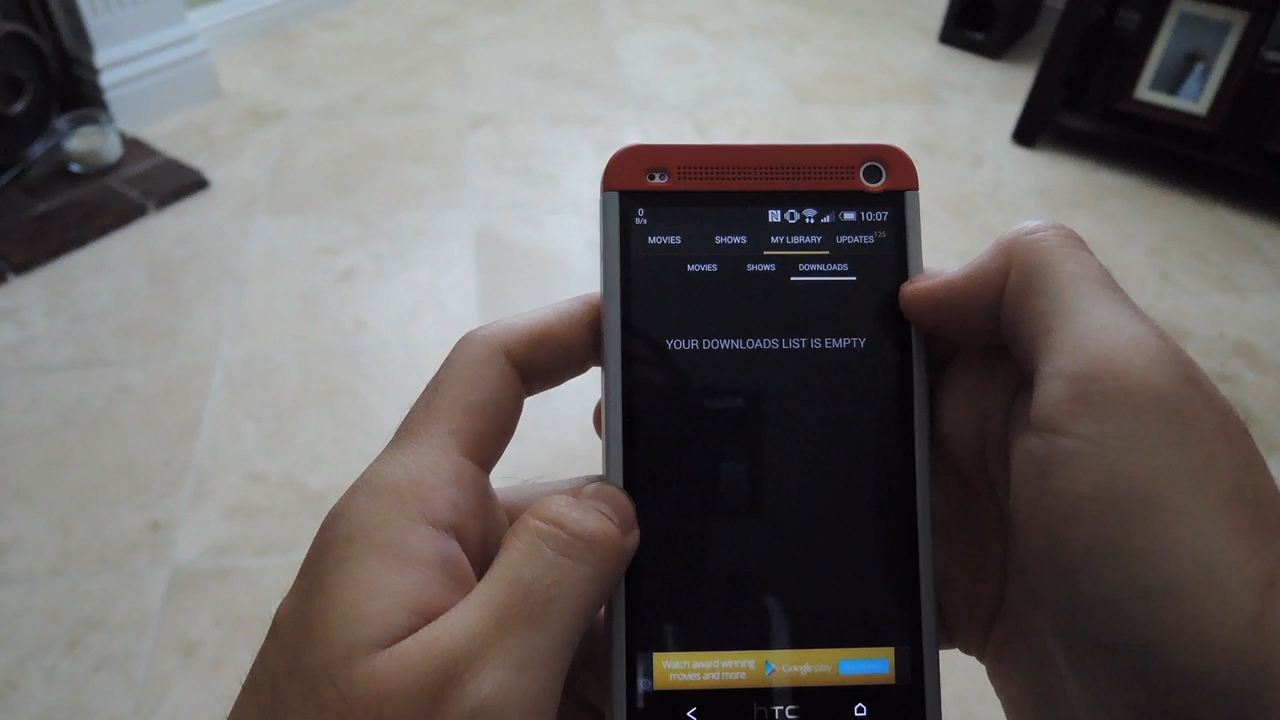 0
B/s
10:07
MOVIES SHOWS MY LIBRARY UPDATES 125
MOVIES SHOWS DOWNLOADS
YOUR DOWNLOADS LIST IS EMPTY
Watch award winning
movies and more.
Google play
hTC